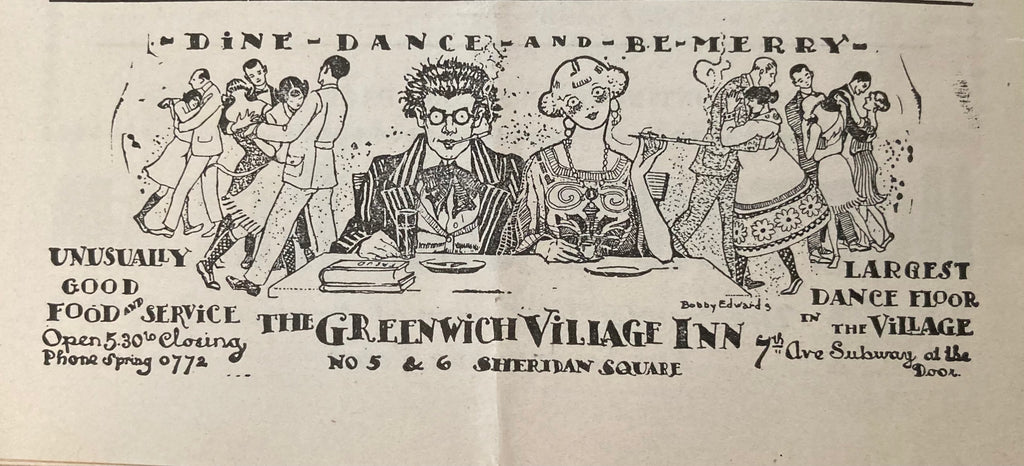 -DINE-DANCE-AND-BE-MERRY-
UNUSUALLY
GOOD
FOOD AND SERVICE
Open 5.30 to Closing
Phone Spring 0772
Bobby Edwards
THE GREENWICH VILLAGE INN
NO 5 & 6 SHERIDAN SQUARE
LARGEST
DANCE FLOOR
IN THE VILLAGE
7th Ave Subway at the
Door.